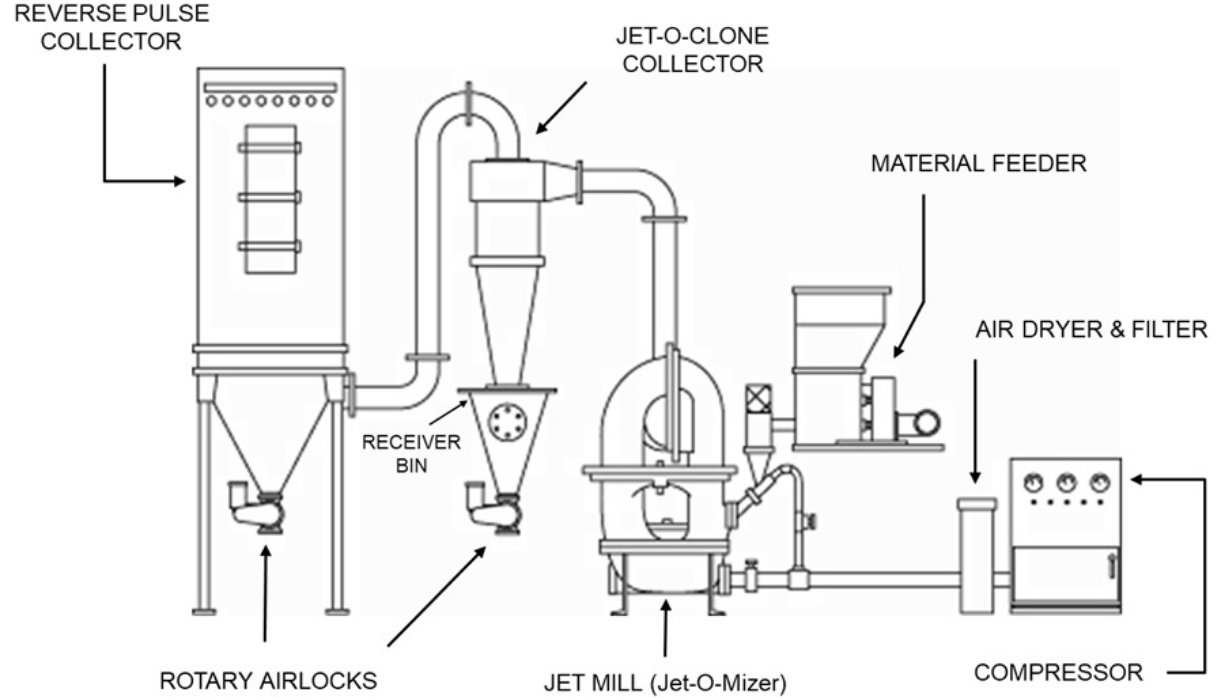 REVERSE PULSE
COLLECTOR
JET-O-CLONE
COLLECTOR
MATERIAL FEEDER
AIR DRYER & FILTER
RECEIVER
BIN
ROTARY AIRLOCKS
JET MILL (Jet-O-Mizer)
COMPRESSOR